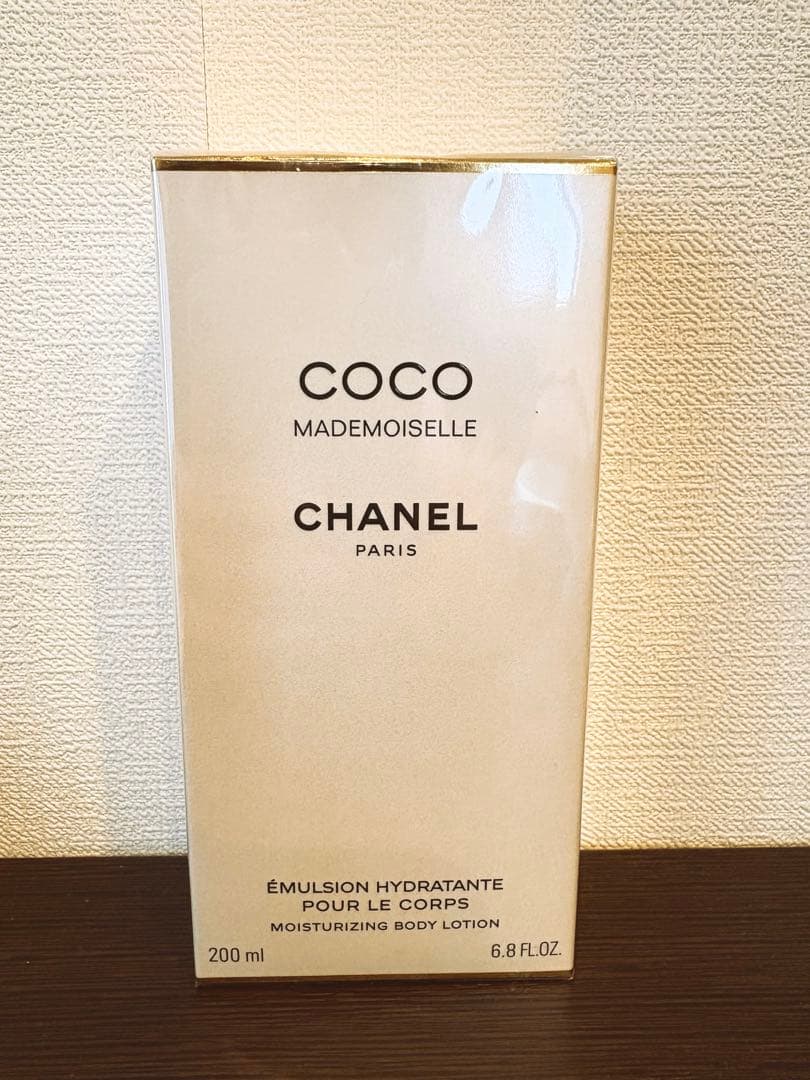 COCO
MADEMOISELLE
CHANEL
PARIS
ÉMULSION HYDRATANTE
POUR LE CORPS
MOISTURIZING BODY LOTION
200 ml 6.8 FL.OZ.